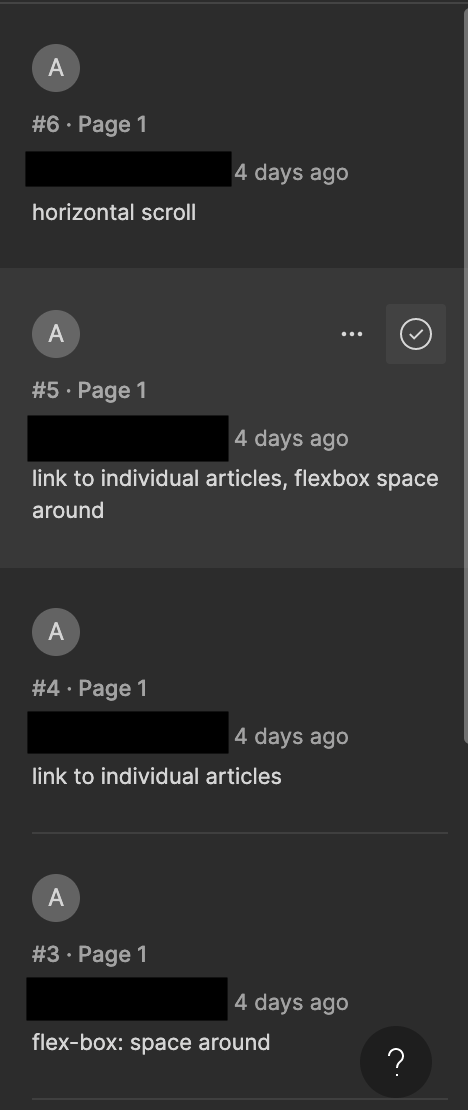 A
#6 · Page 1
4 days ago
horizontal scroll
A
#5 · Page 1
4 days ago
link to individual articles, flexbox space
around
A
#4 · Page 1
4 days ago
link to individual articles
A
#3 · Page 1
4 days ago
flex-box: space around
?